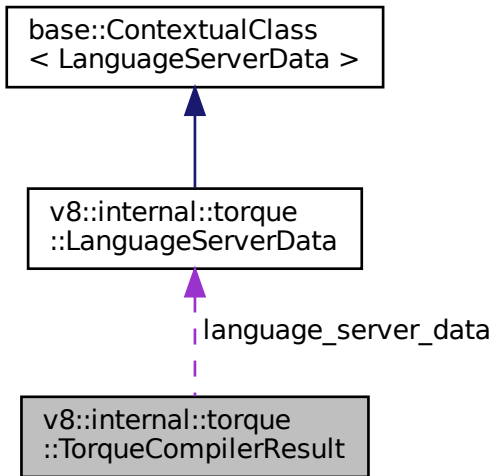 base::ContextualClass
< LanguageServerData >
v8::internal::torque
::LanguageServerData
language_server_data
v8::internal::torque
::TorqueCompilerResult